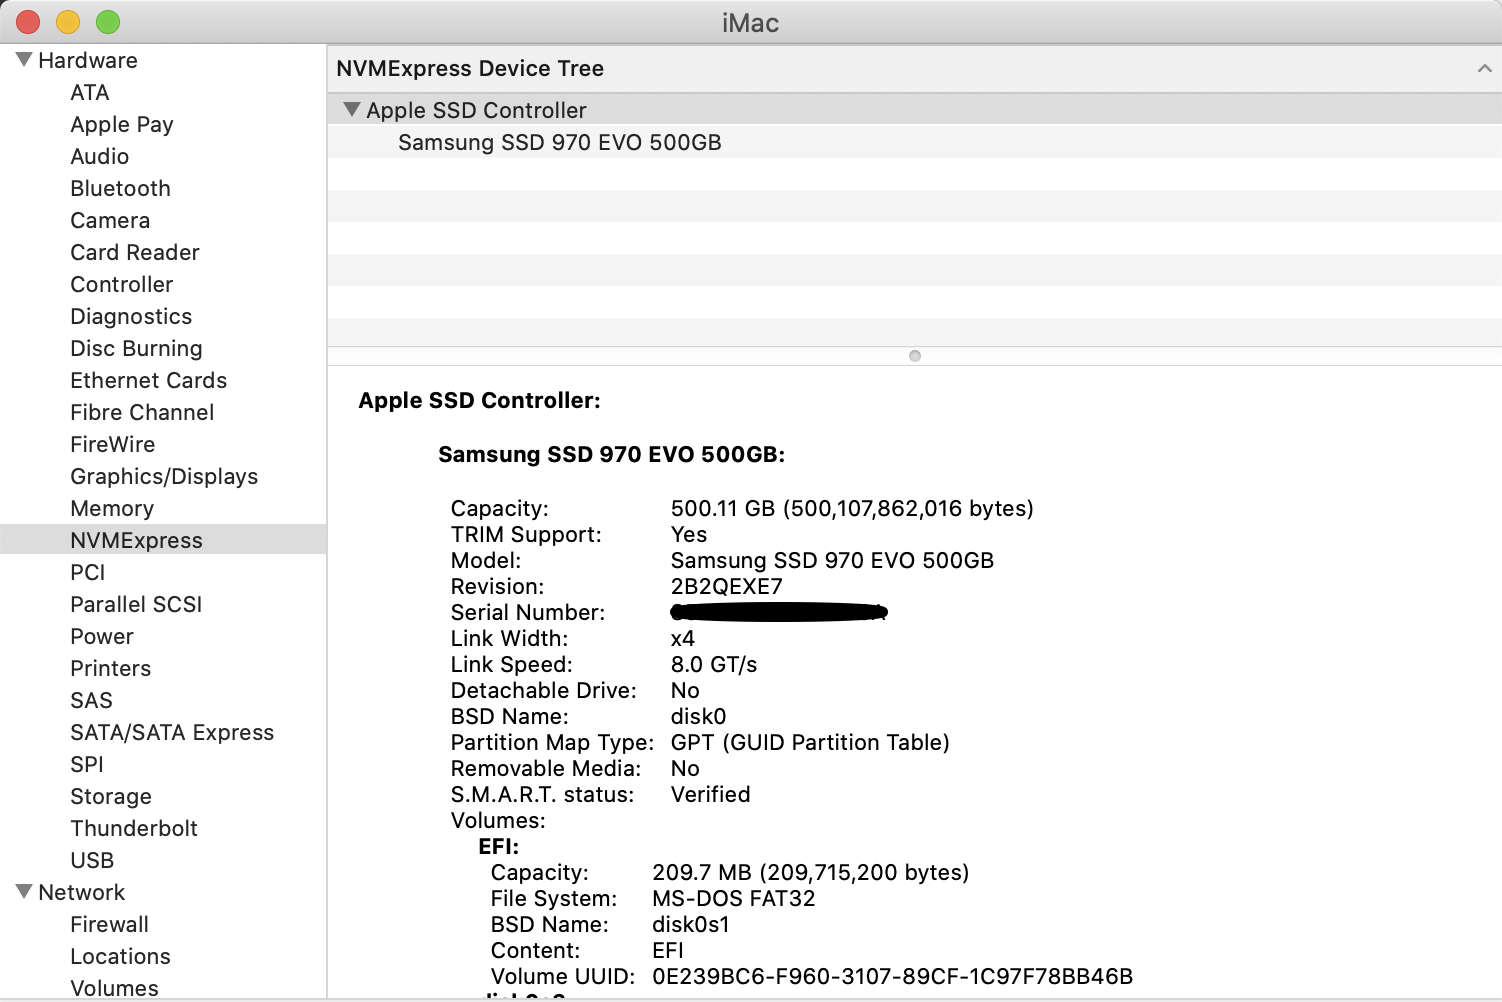 iMac
Hardware
ATA
Apple Pay
Audio
Bluetooth
Camera
Card Reader
Controller
Diagnostics
Disc Burning
Ethernet Cards
Fibre Channel
FireWire
Graphics/Displays
Memory
NVMExpress
PCI
Parallel SCSI
Power
Printers
SAS
SATA/SATA Express
SPI
Storage
Thunderbolt
USB
Network
Firewall
Locations
Volumes
NVMExpress Device Tree
Apple SSD Controller
Samsung SSD 970 EVO 500GB
Apple SSD Controller:
Samsung SSD 970 EVO 500GB:
Capacity: 500.11 GB (500,107,862,016 bytes)
TRIM Support: Yes
Model: Samsung SSD 970 EVO 500GB
Revision: 2B2QEXE7
Serial Number:
Link Width: x4
Link Speed: 8.0 GT/s
Detachable Drive: No
BSD Name: disk0
Partition Map Type: GPT (GUID Partition Table)
Removable Media: No
S.M.A.R.T. status: Verified
Volumes:
EFI:
Capacity: 209.7 MB (209,715,200 bytes)
File System: MS-DOS FAT32
BSD Name: disk0s1
Content: EFI
Volume UUID: 0E239BC6-F960-3107-89CF-1C97F78BB46B